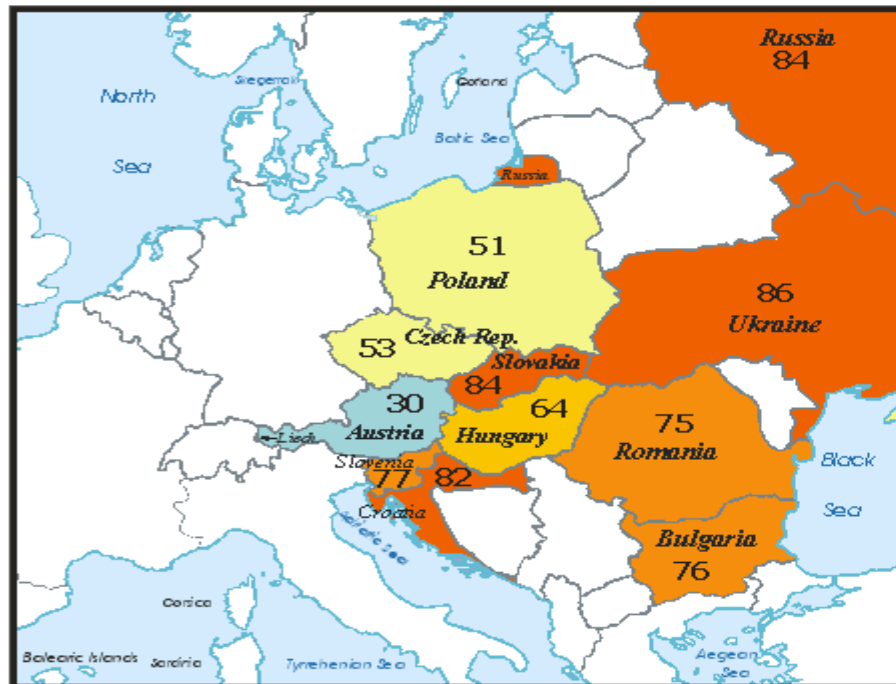 Russia
84
North
Sea
Skegerrak
Gotland
Baltic Sea
Russia
51
Poland
86
Ukraine
Czech Rep.
53
Slovakia
84
30
64
Austria
←Liech.
Hungary
75
Romania
Slovenia
77
82
Croatia
Adriatic Sea
Black
Sea
Bulgaria
76
Corsica
Balearic Islands
Sardinia
Tyrrhenian Sea
Aegean
Sea